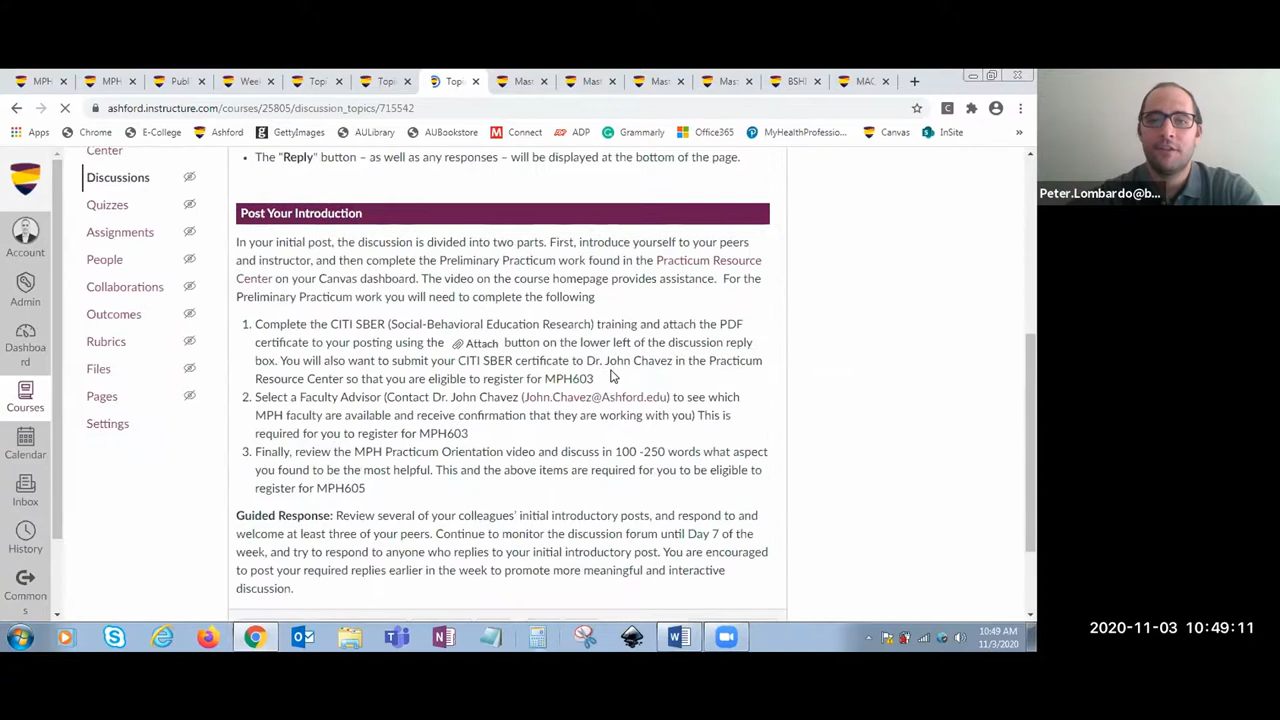 MPH
MPH
Publ
Wee
Topi
Topi
Topi
Mas
Mas
Mas
Mas
BSHI
MAC
ashford.instructure.com/courses/25805/discussion_topics/715542
Apps
Chrome
E-College
Ashford
GettyImages
AULibrary
AUBookstore
Connect
ADP
Grammarly
Office365
MyHealthProfessio...
Canvas
InSite
»
Peter.Lombardo@b...
Account
Admin
Dashboa
rd
Courses
Calendar
Inbox
History
Common
s
Center
Discussions
Quizzes
Assignments
People
Collaborations
Outcomes
Rubrics
Files
Pages
Settings
• The "Reply" button – as well as any responses – will be displayed at the bottom of the page.
Post Your Introduction
In your initial post, the discussion is divided into two parts. First, introduce yourself to your peers
and instructor, and then complete the Preliminary Practicum work found in the Practicum Resource
Center on your Canvas dashboard. The video on the course homepage provides assistance. For the
Preliminary Practicum work you will need to complete the following
1. Complete the CITI SBER (Social-Behavioral Education Research) training and attach the PDF
certificate to your posting using the Attach button on the lower left of the discussion reply
box. You will also want to submit your CITI SBER certificate to Dr. John Chavez in the Practicum
Resource Center so that you are eligible to register for MPH603
2. Select a Faculty Advisor (Contact Dr. John Chavez (John.Chavez@Ashford.edu) to see which
MPH faculty are available and receive confirmation that they are working with you) This is
required for you to register for MPH603
3. Finally, review the MPH Practicum Orientation video and discuss in 100 -250 words what aspect
you found to be the most helpful. This and the above items are required for you to be eligible to
register for MPH605
Guided Response: Review several of your colleagues' initial introductory posts, and respond to and
welcome at least three of your peers. Continue to monitor the discussion forum until Day 7 of the
week, and try to respond to anyone who replies to your initial introductory post. You are encouraged
to post your required replies earlier in the week to promote more meaningful and interactive
discussion.
10:49 AM
11/3/2020
2020-11-03 10:49:11